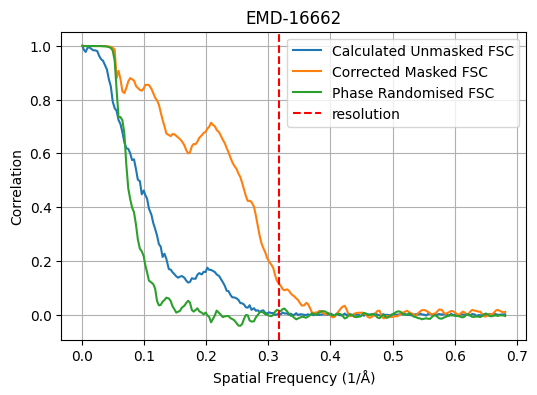 EMD-16662
Calculated Unmasked FSC
Corrected Masked FSC
Phase Randomised FSC
resolution
Correlation
1.0
0.8
0.6
0.4
0.2
0.0
0.0 0.1 0.2 0.3 0.4 0.5 0.6 0.7
Spatial Frequency (1/Å)